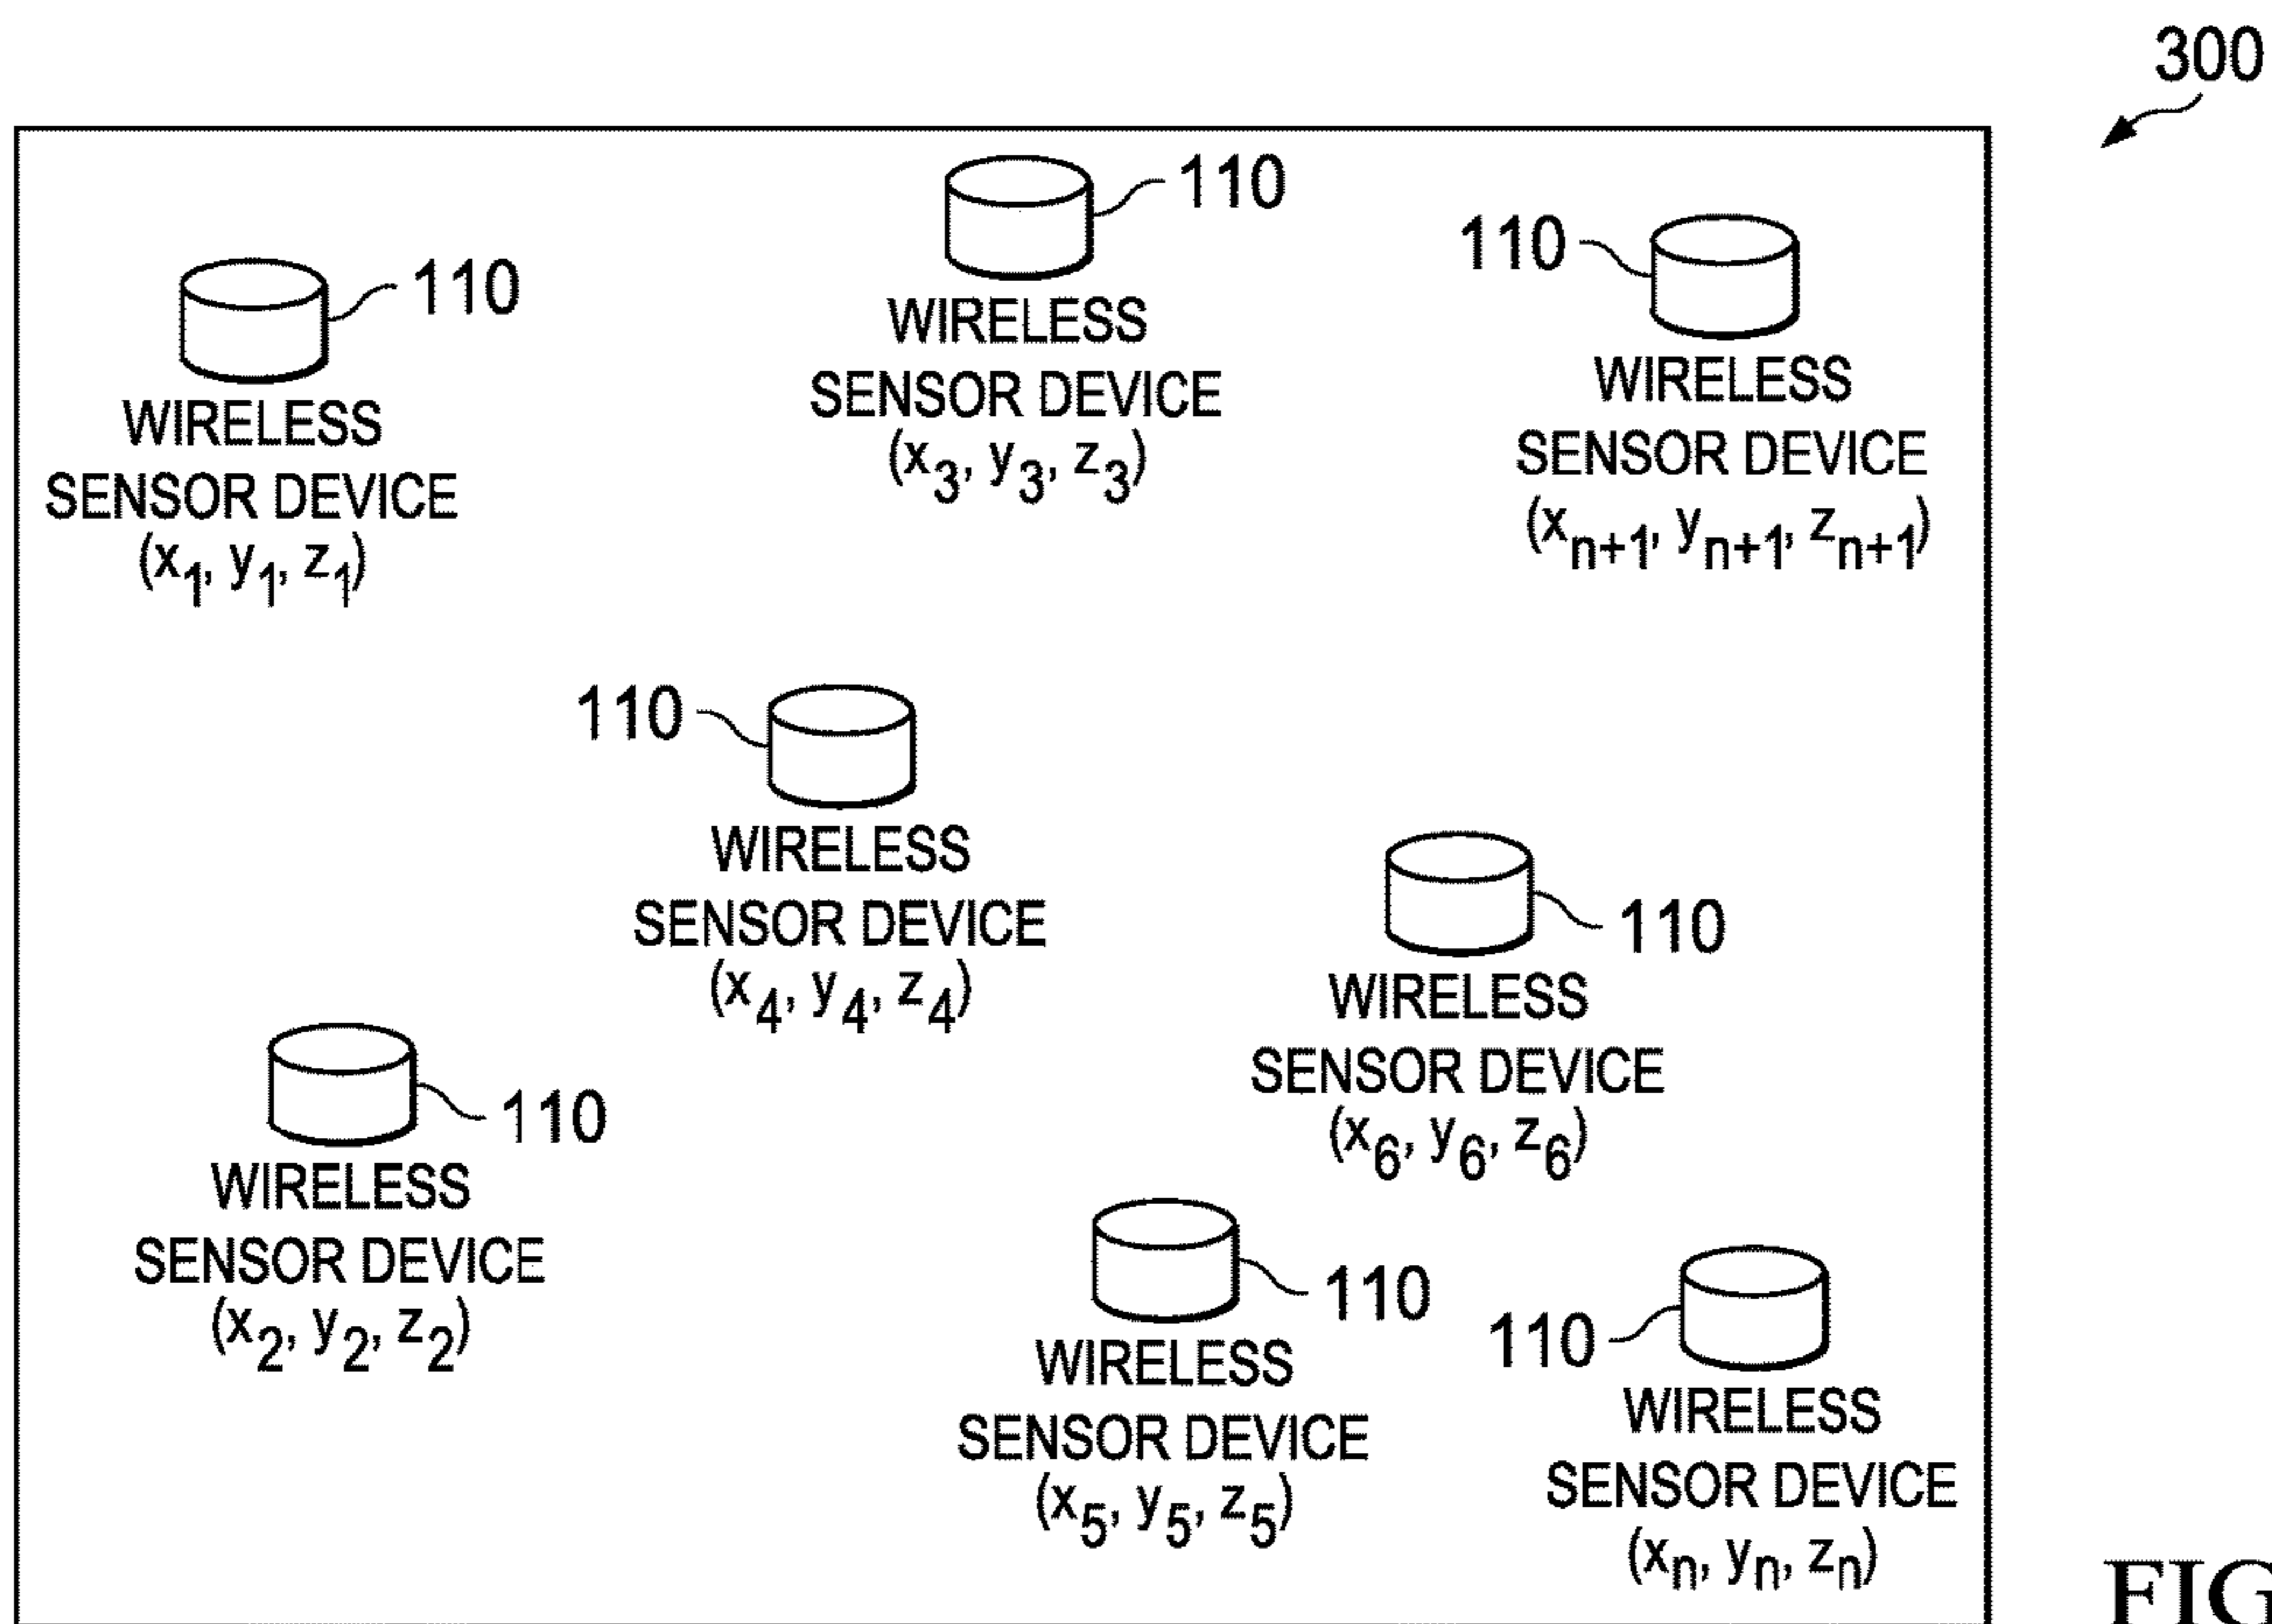 300
110
WIRELESS
SENSOR DEVICE
(x₁, y₁, z₁)
110
WIRELESS
SENSOR DEVICE
(x₃, y₃, z₃)
110
WIRELESS
SENSOR DEVICE
(xₙ₊₁, yₙ₊₁, zₙ₊₁)
110
WIRELESS
SENSOR DEVICE
(x₄, y₄, z₄)
110
WIRELESS
SENSOR DEVICE
(x₆, y₆, z₆)
110
WIRELESS
SENSOR DEVICE
(x₂, y₂, z₂)
110
WIRELESS
SENSOR DEVICE
(x₅, y₅, z₅)
110
WIRELESS
SENSOR DEVICE
(xₙ, yₙ, zₙ)
FIG